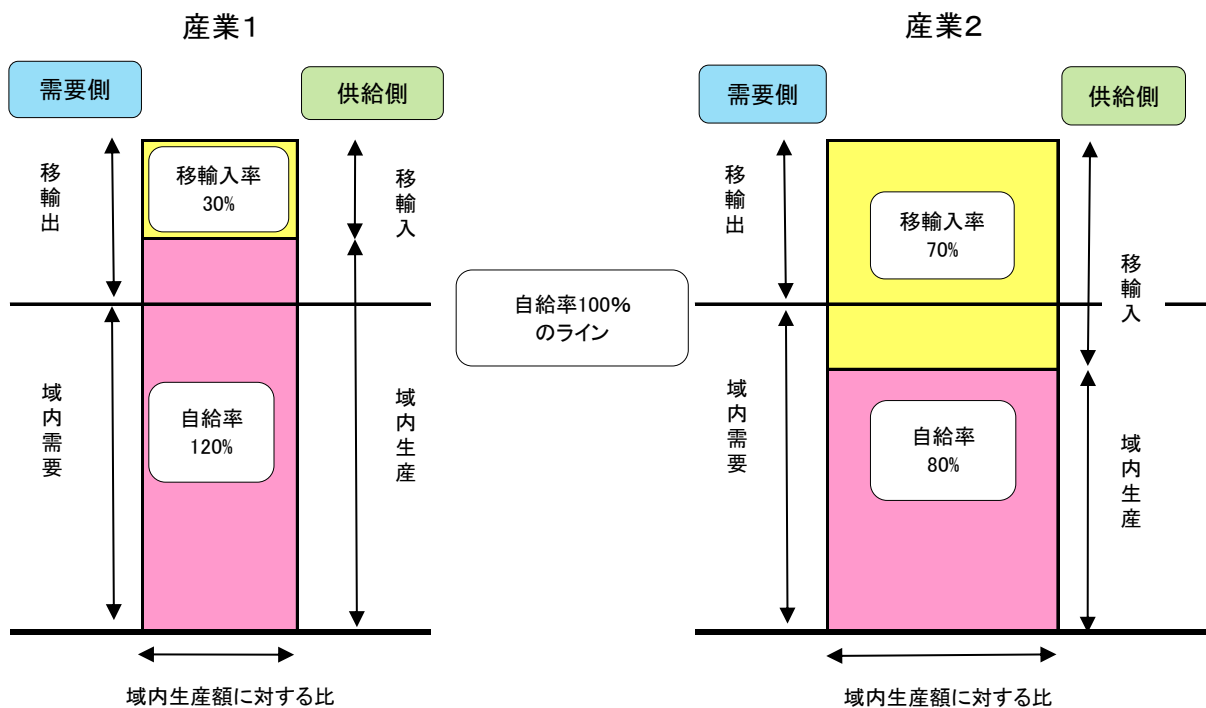 産業１
需要側
供給側
移輸出
移輸入率
30%
移輸入
域内需要
自給率
120%
域内生産
域内生産額に対する比
自給率100%
のライン
産業２
需要側
供給側
移輸出
移輸入率
70%
移輸入
域内需要
自給率
80%
域内生産
域内生産額に対する比